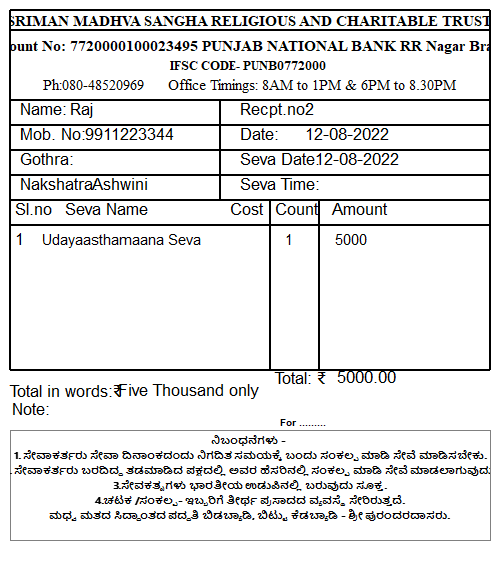 SRIMAN MADHVA SANGHA RELIGIOUS AND CHARITABLE TRUST
ount No: 7720000100023495 PUNJAB NATIONAL BANK RR Nagar Bra
IFSC CODE- PUNB0772000
Ph:080-48520969 Office Timings: 8AM to 1PM & 6PM to 8.30PM
Name: Raj Recpt.no2
Mob. No:9911223344 Date: 12-08-2022
Gothra: Seva Date12-08-2022
NakshatraAshwini Seva Time:
Sl.no Seva Name Cost Count Amount
1 Udayaasthamaana Seva 1 5000
Total: ₹ 5000.00
Total in words:₹Five Thousand only
Note:
For .........
ನಿಬಂಧನೆಗಳು -
1.ಸೇವಾಕರ್ತರು ಸೇವಾ ದಿನಾಂಕದಂದು ನಿಗದಿತ ಸಮಯಕ್ಕೆ ಬಂದು ಸಂಕಲ್ಪ ಮಾಡಿ ಸೇವೆ ಮಾಡಿಸಬೇಕು.
.ಸೇವಾಕರ್ತರು ಬರದಿದ್ದ ತಡಮಾಡಿದ ಪಕ್ಷದಲ್ಲಿ ಅವರ ಹೆಸರಿನಲ್ಲಿ ಸಂಕಲ್ಪ ಮಾಡಿ ಸೇವೆ ಮಾಡಲಾಗುವುದು
3.ಸೇವಕರ್ತೃಗಳು ಭಾರತೀಯ ಉಡುಪಿನಲ್ಲಿ ಬರುವುದು ಸೂಕ್ತ.
4.ಚಟಕ /ಸಂಕಲ್ಪ- ಇಬ್ಬರಿಗೆ ತೀರ್ಥ ಪ್ರಸಾದದ ವ್ಯವಸ್ಥೆ ಸೇರಿರುತ್ತದೆ.
ಮಧ್ವ ಮತದ ಸಿದ್ಧಾಂತದ ಪದ್ಧತಿ ಬಿಡಬ್ಯಾಡಿ, ಬಿಟ್ಟು ಕೆಡಬ್ಯಾಡಿ - ಶ್ರೀ ಪುರಂದರದಾಸರು.